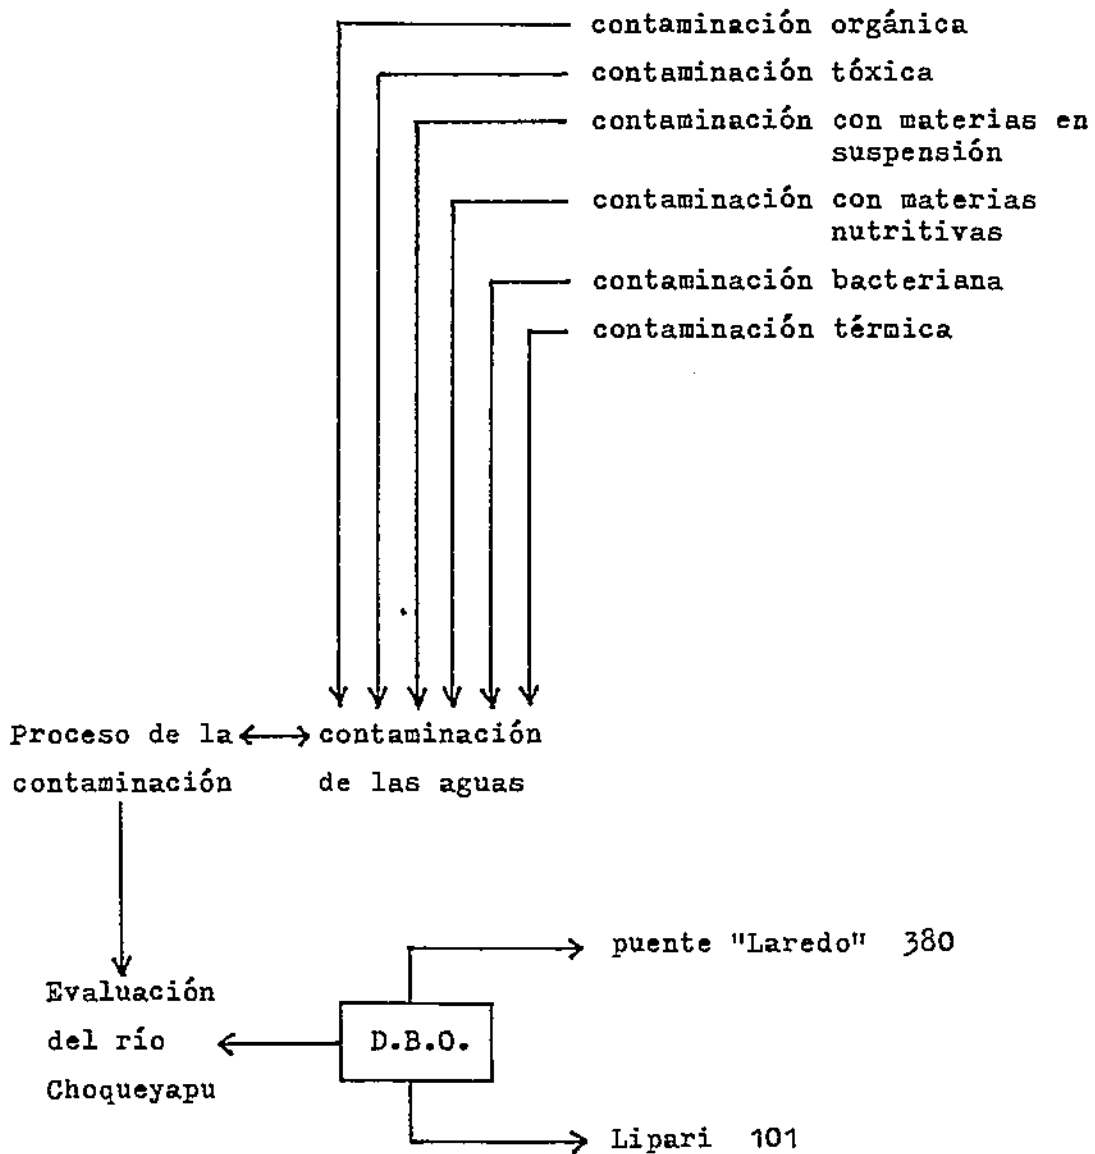 contaminación orgánica
contaminación tóxica
contaminación con materias en
suspensión
contaminación con materias
nutritivas
contaminación bacteriana
contaminación térmica
Proceso de la
contaminación
contaminación
de las aguas
puente "Laredo" 380
Evaluación
del río
Choqueyapu
D.B.O.
Lipari 101